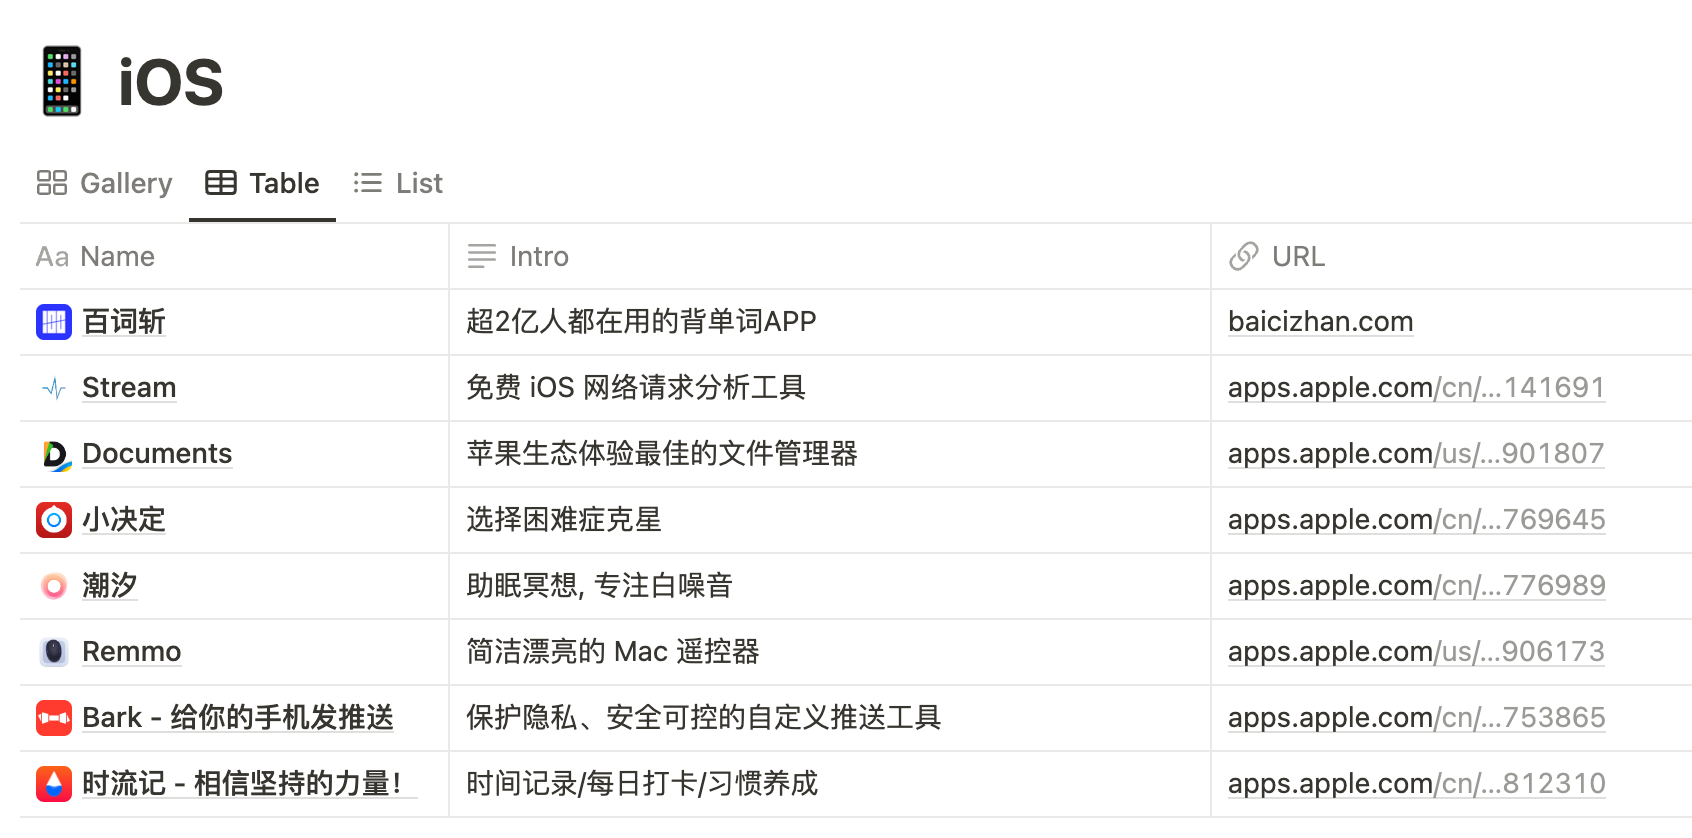 iOS
Gallery Table List
Aa Name Intro URL
百词斩 超2亿人都在用的背单词APP baicizhan.com
Stream 免费 iOS 网络请求分析工具 apps.apple.com/cn/...141691
Documents 苹果生态体验最佳的文件管理器 apps.apple.com/us/...901807
小决定 选择困难症克星 apps.apple.com/cn/...769645
潮汐 助眠冥想, 专注白噪音 apps.apple.com/cn/...776989
Remmo 简洁漂亮的 Mac 遥控器 apps.apple.com/us/...906173
Bark - 给你的手机发推送 保护隐私、安全可控的自定义推送工具 apps.apple.com/cn/...753865
时流记 - 相信坚持的力量! 时间记录/每日打卡/习惯养成 apps.apple.com/cn/...812310